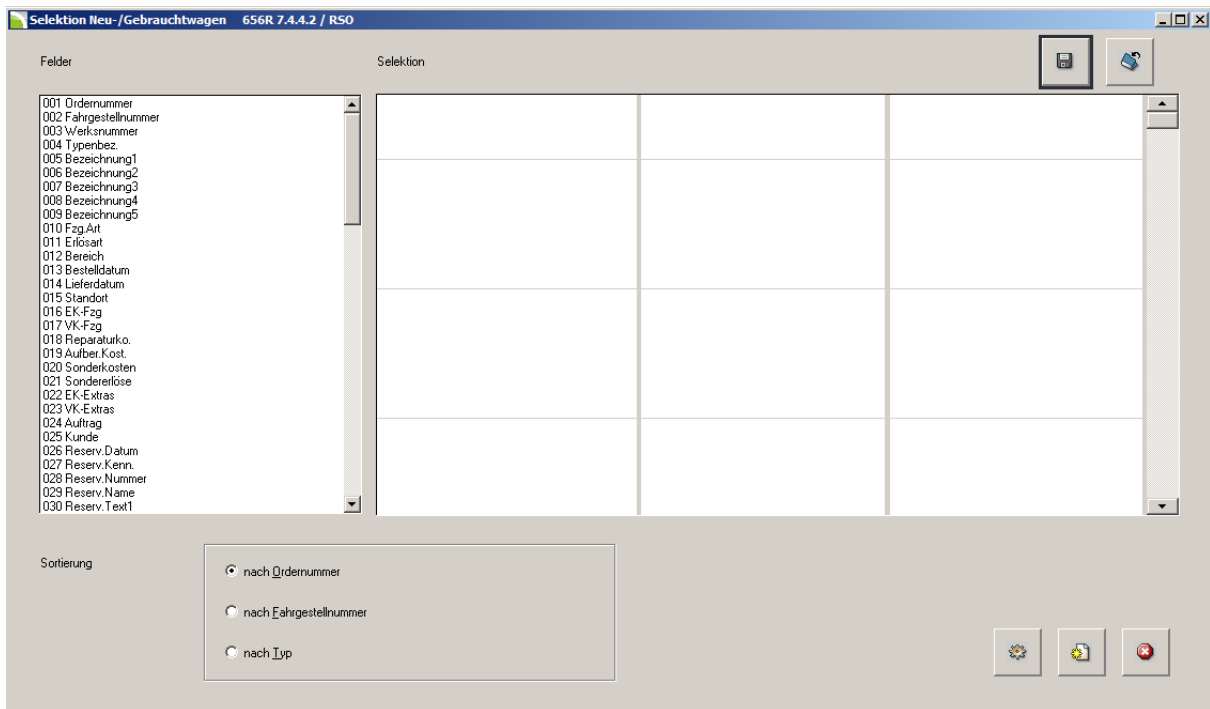 Selektion Neu-/Gebrauchtwagen 656R 7.4.4.2 / RSO
Felder
Selektion
001 Ordernummer
002 Fahrgestellnummer
003 Werksnummer
004 Typenbez.
005 Bezeichnung1
006 Bezeichnung2
007 Bezeichnung3
008 Bezeichnung4
009 Bezeichnung5
010 Fzg.Art
011 Erlösart
012 Bereich
013 Bestelldatum
014 Lieferdatum
015 Standort
016 EK-Fzg
017 VK-Fzg
018 Reparaturko.
019 Aufber.Kost.
020 Sonderkosten
021 Sondererlöse
022 EK-Extras
023 VK-Extras
024 Auftrag
025 Kunde
026 Reserv.Datum
027 Reserv.Kenn.
028 Reserv.Nummer
029 Reserv.Name
030 Reserv.Text1
Sortierung
nach Ordernummer
nach Fahrgestellnummer
nach Typ